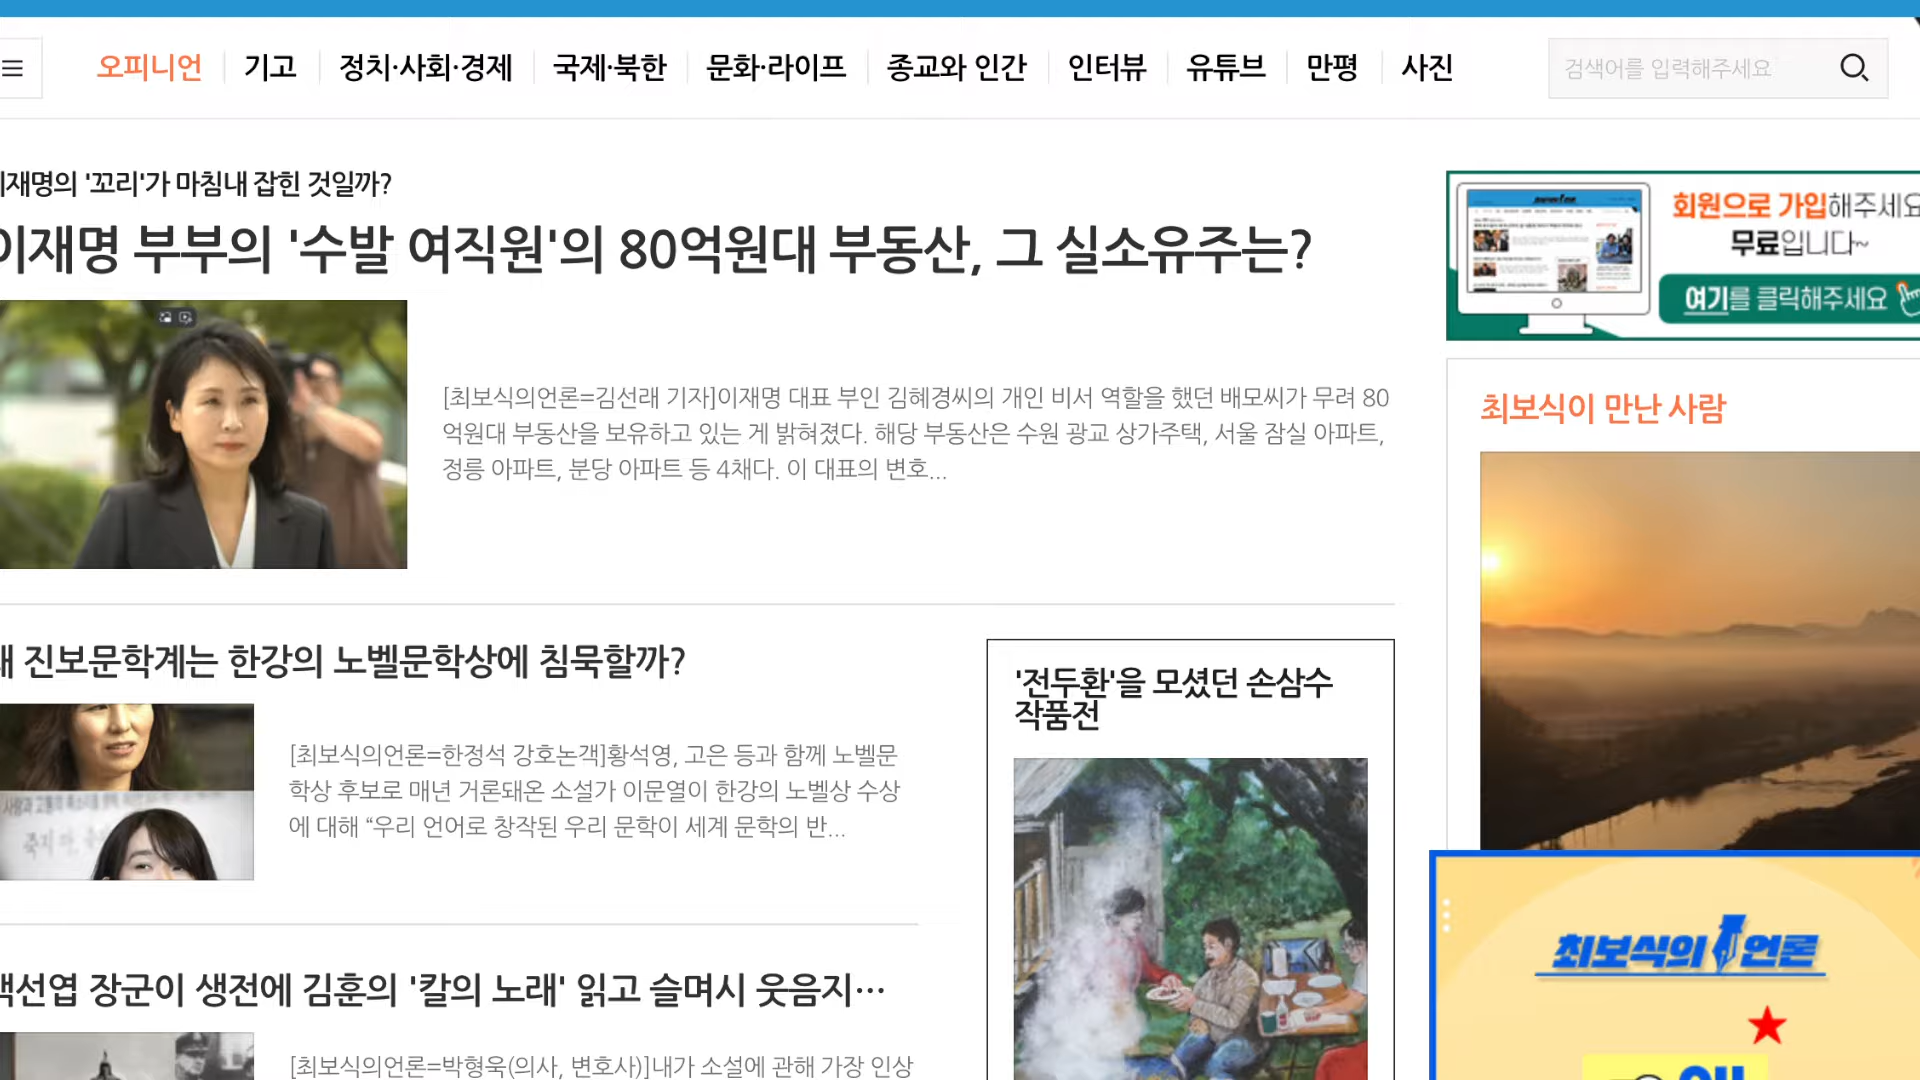 오피니언 기고 정치·사회·경제 국제·북한 문화·라이프 종교와 인간 인터뷰 유튜브 만평 사진 검색어를 입력해주세요
이재명의 '꼬리'가 마침내 잡힌 것일까?
이재명 부부의 '수발 여직원'의 80억원대 부동산, 그 실소유주는?
[최보식의언론=김선래 기자]이재명 대표 부인 김혜경씨의 개인 비서 역할을 했던 배모씨가 무려 80
억원대 부동산을 보유하고 있는 게 밝혀졌다. 해당 부동산은 수원 광교 상가주택, 서울 잠실 아파트,
정릉 아파트, 분당 아파트 등 4채다. 이 대표의 변호...
회원으로 가입해주세요
무료입니다~
여기를 클릭해주세요
최보식이 만난 사람
진보문학계는 한강의 노벨문학상에 침묵할까?
[최보식의언론=한정석 강호논객]황석영, 고은 등과 함께 노벨문
학상 후보로 매년 거론돼온 소설가 이문열이 한강의 노벨상 수상
에 대해 “우리 언어로 창작된 우리 문학이 세계 문학의 반...
'전두환'을 모셨던 손삼수
작품전
백선엽 장군이 생전에 김훈의 '칼의 노래' 읽고 슬며시 웃음지…
[최보식의언론=박형욱(의사, 변호사)]내가 소설에 관해 가장 인상
최보식의 언론